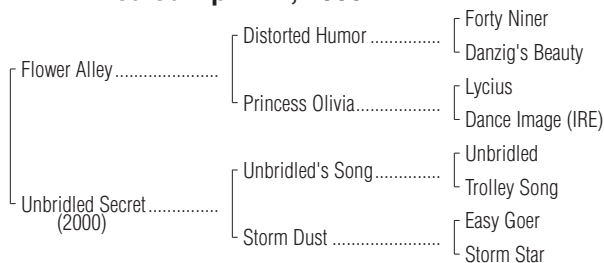 Forty Niner
Distorted Humor
Danzig's Beauty
Flower Alley
Lycius
Princess Olivia
Dance Image (IRE)
Unbridled
Unbridled's Song
Trolley Song
Unbridled Secret
(2000)
Easy Goer
Storm Dust
Storm Star